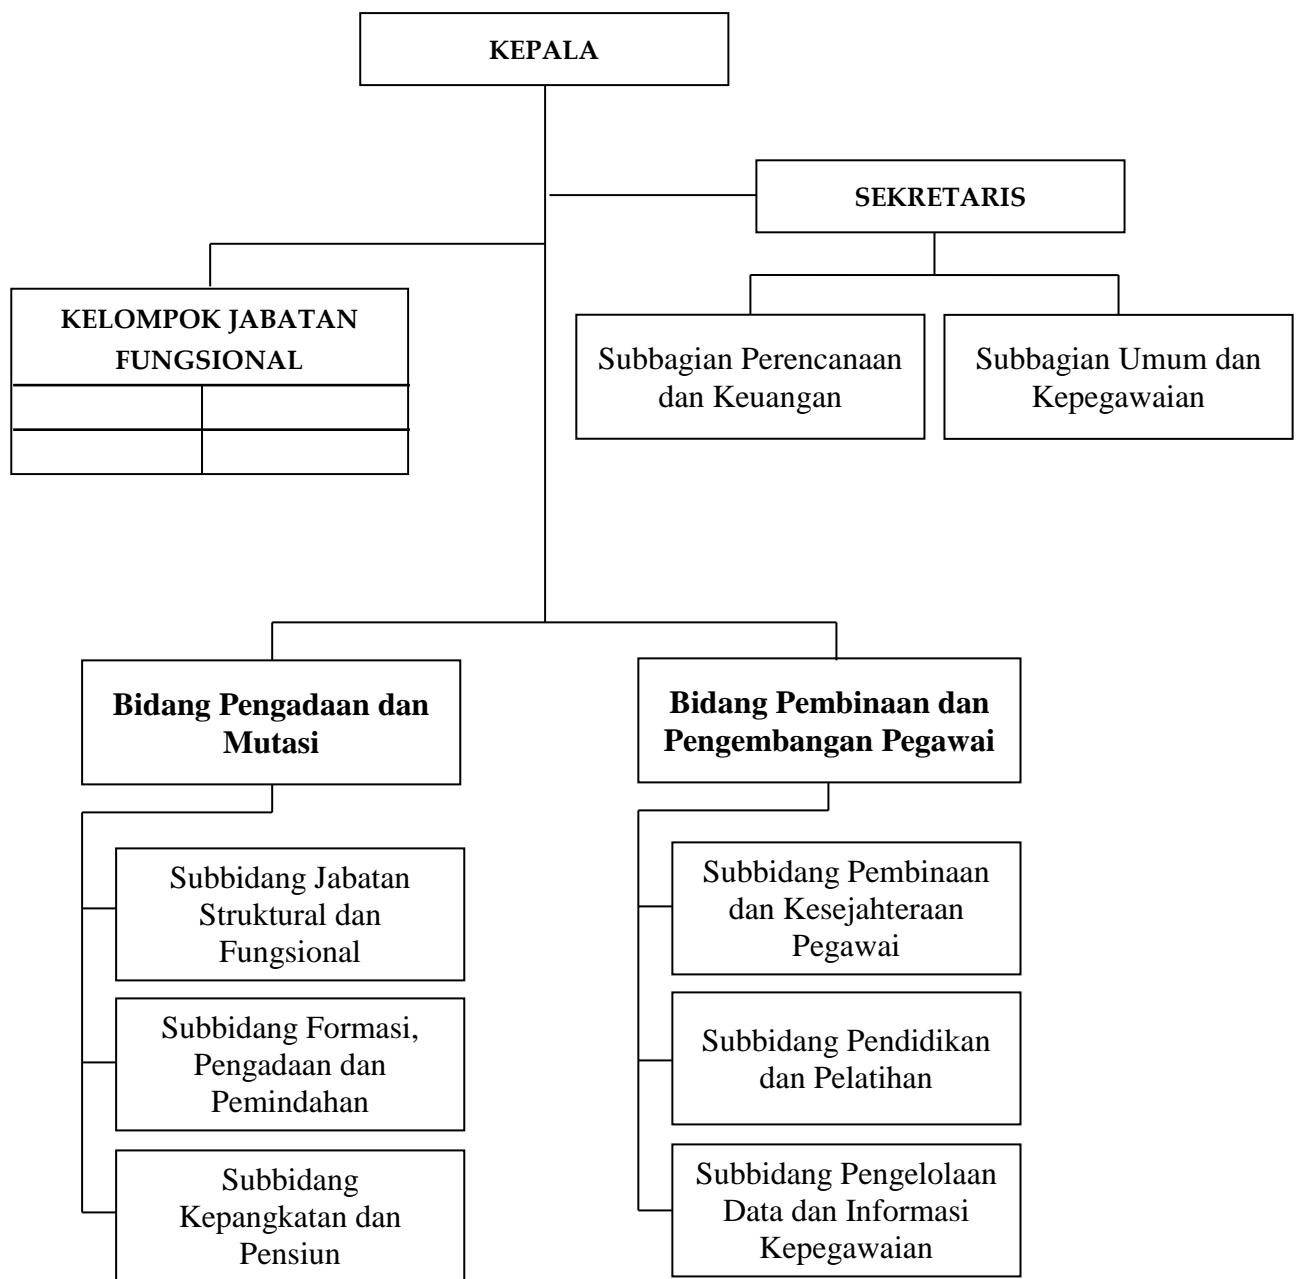 KEPALA
SEKRETARIS
KELOMPOK JABATAN
FUNGSIONAL
Subbagian Perencanaan
dan Keuangan
Subbagian Umum dan
Kepegawaian
Bidang Pengadaan dan
Mutasi
Bidang Pembinaan dan
Pengembangan Pegawai
Subbidang Jabatan
Struktural dan
Fungsional
Subbidang Formasi,
Pengadaan dan
Pemindahan
Subbidang
Kepangkatan dan
Pensiun
Subbidang Pembinaan
dan Kesejahteraan
Pegawai
Subbidang Pendidikan
dan Pelatihan
Subbidang Pengelolaan
Data dan Informasi
Kepegawaian